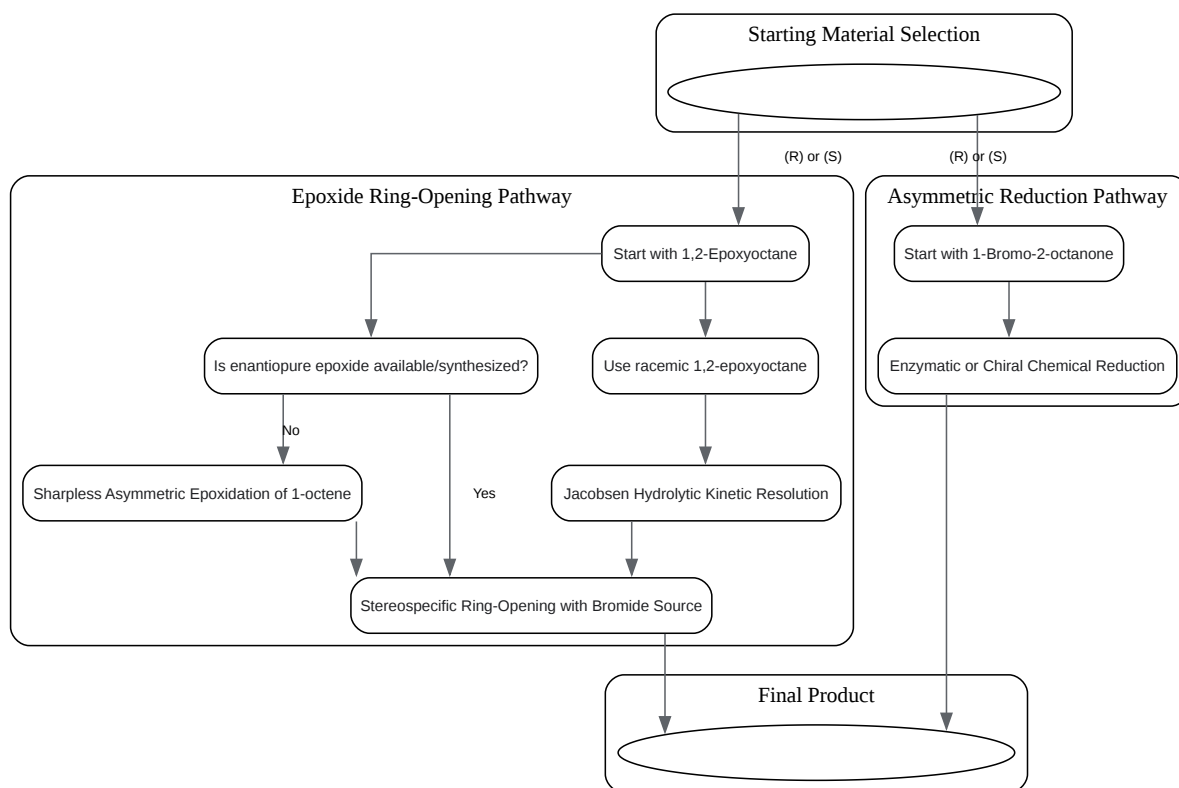 Starting Material Selection
(R) or (S)
(R) or (S)
Epoxide Ring-Opening Pathway
Asymmetric Reduction Pathway
Start with 1,2-Epoxyoctane
Start with 1-Bromo-2-octanone
Is enantiopure epoxide available/synthesized?
Use racemic 1,2-epoxyoctane
Enzymatic or Chiral Chemical Reduction
No
Sharpless Asymmetric Epoxidation of 1-octene
Yes
Jacobsen Hydrolytic Kinetic Resolution
Stereospecific Ring-Opening with Bromide Source
Final Product